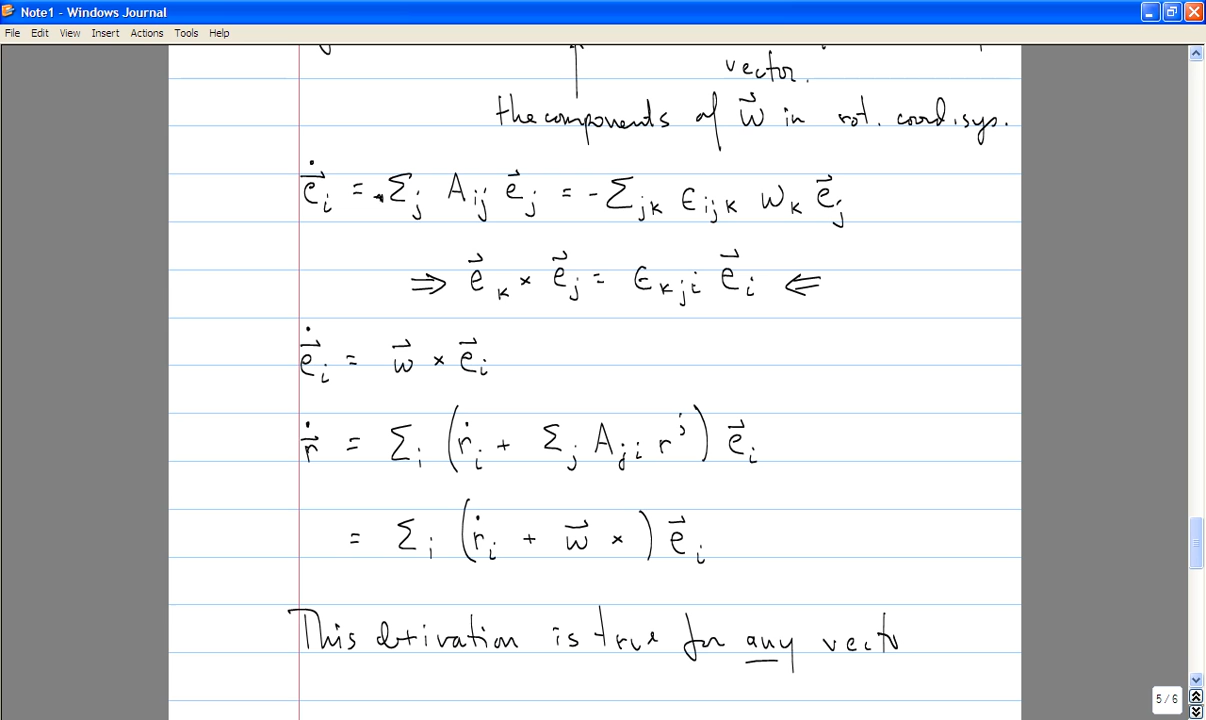 Note1 - Windows Journal
File Edit View Insert Actions Tools Help
vector.
the components of w⃗ in rot. coord. sys.
ė⃗ᵢ = Σⱼ Aᵢⱼ e⃗ⱼ = - Σⱼₖ ϵᵢⱼₖ ωₖ e⃗ⱼ
⇒ e⃗ₖ × e⃗ⱼ = ϵₖⱼᵢ e⃗ᵢ ⇐
ė⃗ᵢ = ω⃗ × e⃗ᵢ
ṙ⃗ = Σᵢ (ṙᵢ + Σⱼ Aⱼᵢ rʲ) e⃗ᵢ
= Σᵢ (ṙᵢ + ω⃗ ×) e⃗ᵢ
This derivation is true for any vecto
5 / 6